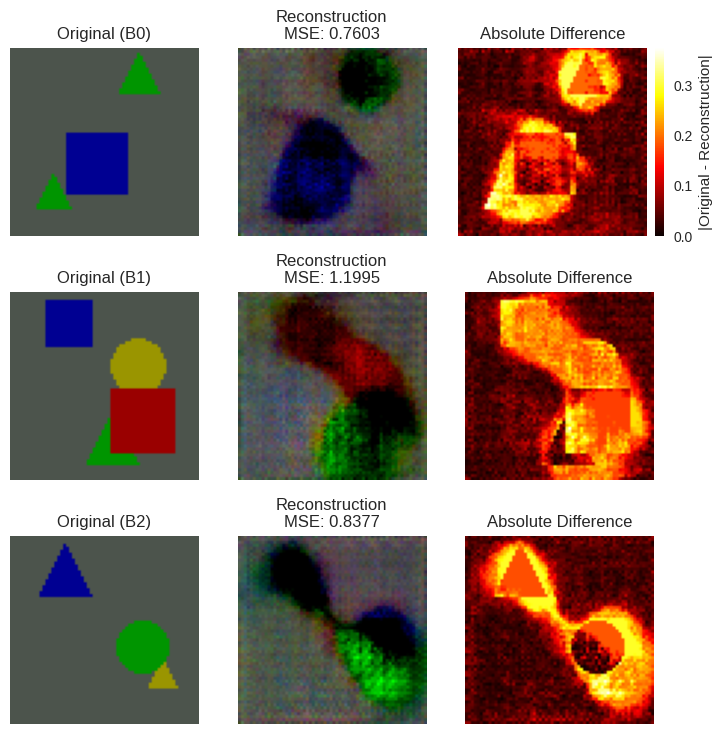 Original (B0)
Reconstruction
MSE: 0.7603
Absolute Difference
0.3
0.2
0.1
0.0
|Original - Reconstruction|
Original (B1)
Reconstruction
MSE: 1.1995
Absolute Difference
Original (B2)
Reconstruction
MSE: 0.8377
Absolute Difference